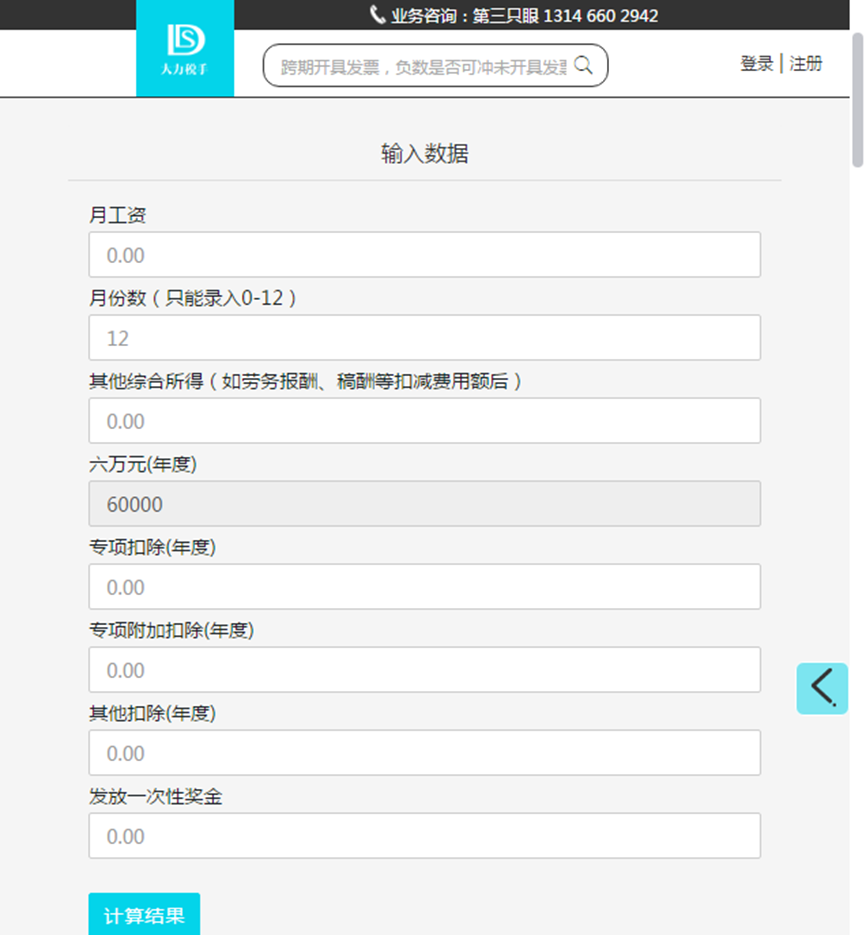 业务咨询：第三只眼 1314 660 2942
DLS
大力税手
跨期开具发票，负数是否可冲未开具发票
登录 | 注册
输入数据
月工资
0.00
月份数（只能录入0-12）
12
其他综合所得（如劳务报酬、稿酬等扣减费用额后）
0.00
六万元(年度)
60000
专项扣除(年度)
0.00
专项附加扣除(年度)
0.00
其他扣除(年度)
0.00
发放一次性奖金
0.00
计算结果